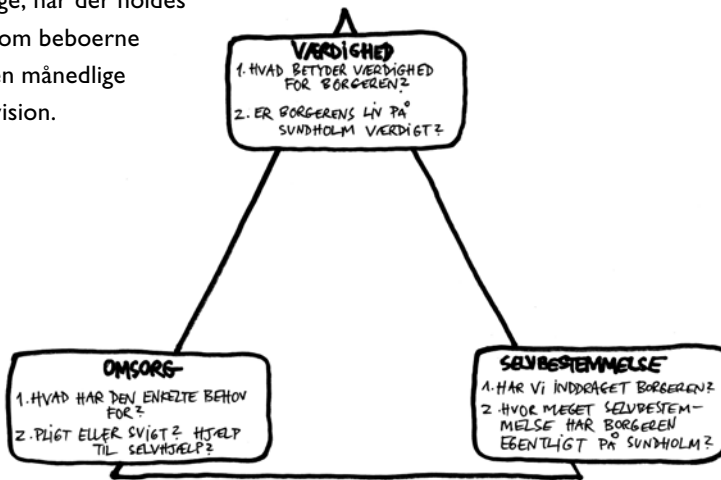 ge, når der holdes
om beboerne
en månedlige
vision.
VÆRDIGHED
1. HVAD BETYDER VÆRDIGHED
FOR BORGEREN?
2. ER BORGERENS LIV PÅ
SUNDHOLM VÆRDIGT?
OMSORG
1. HVAD HAR DEN ENKELTE BEHOV
FOR?
2. PLIGT ELLER SVIGT? HJÆLP
TIL SELVHJÆLP?
SELVBESTEMMELSE
1. HAR VI INDDRAGET BORGEREN?
2 HVOR MEGET SELVBESTEM-
MELSE HAR BORGEREN
EGENTLIGT PÅ SUNDHOLM?